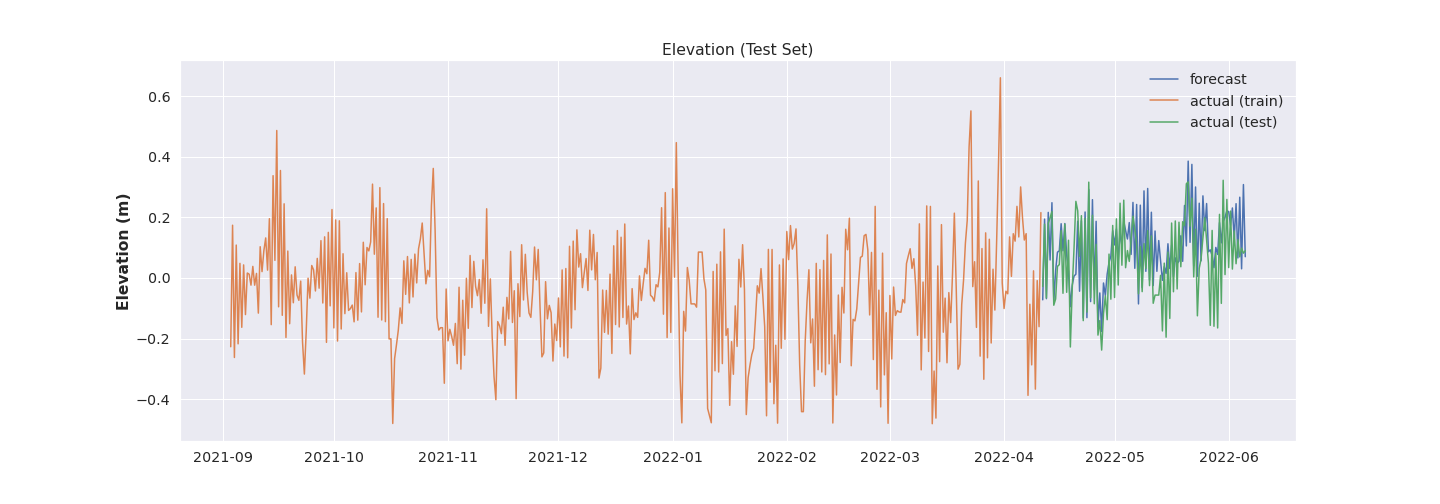 Elevation (Test Set)
forecast
actual (train)
actual (test)
Elevation (m)
0.6
0.4
0.2
0.0
−0.2
−0.4
2021-09 2021-10 2021-11 2021-12 2022-01 2022-02 2022-03 2022-04 2022-05 2022-06